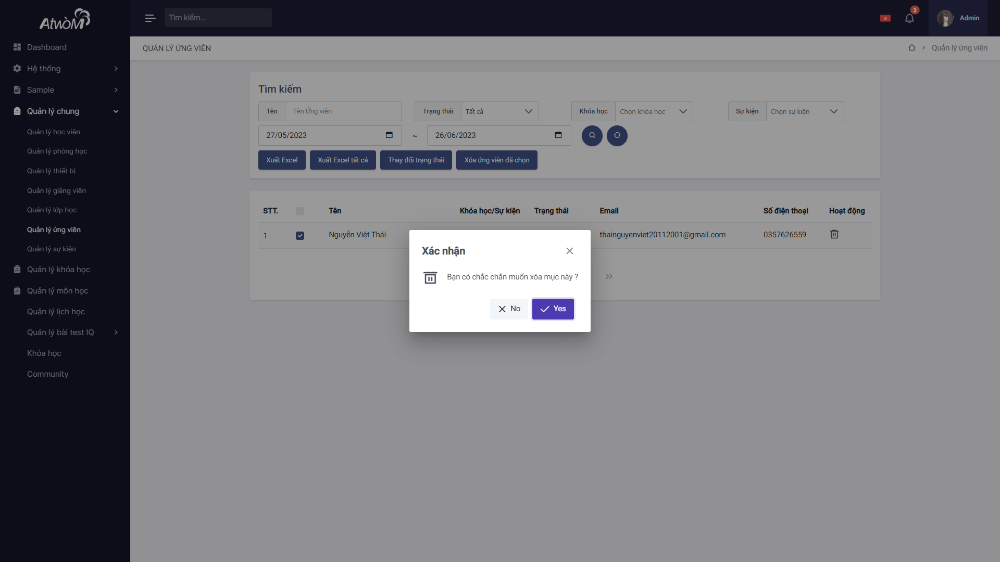 AtwòM
Tìm kiếm...
3
Admin
Dashboard
Hệ thống
Sample
Quản lý chung
Quản lý học viên
Quản lý phòng học
Quản lý thiết bị
Quản lý giảng viên
Quản lý lớp học
Quản lý ứng viên
Quản lý sự kiện
Quản lý khóa học
Quản lý môn học
Quản lý lịch học
Quản lý bài test IQ
Khóa học
Community
QUẢN LÝ ỨNG VIÊN
Quản lý ứng viên
Tìm kiếm
Tên Tên Ứng viên Trạng thái Tất cả Khóa học Chọn khóa học Sự kiện Chọn sự kiện
27/05/2023 ~ 26/06/2023
Xuất Excel Xuất Excel tất cả Thay đổi trạng thái Xóa ứng viên đã chọn
STT. Tên Khóa học/Sự kiện Trạng thái Email Số điện thoại Hoạt động
1 Nguyễn Việt Thái thainguyenviet20112001@gmail.com 0357626559
Xác nhận
Bạn có chắc chắn muốn xóa mục này ?
No Yes